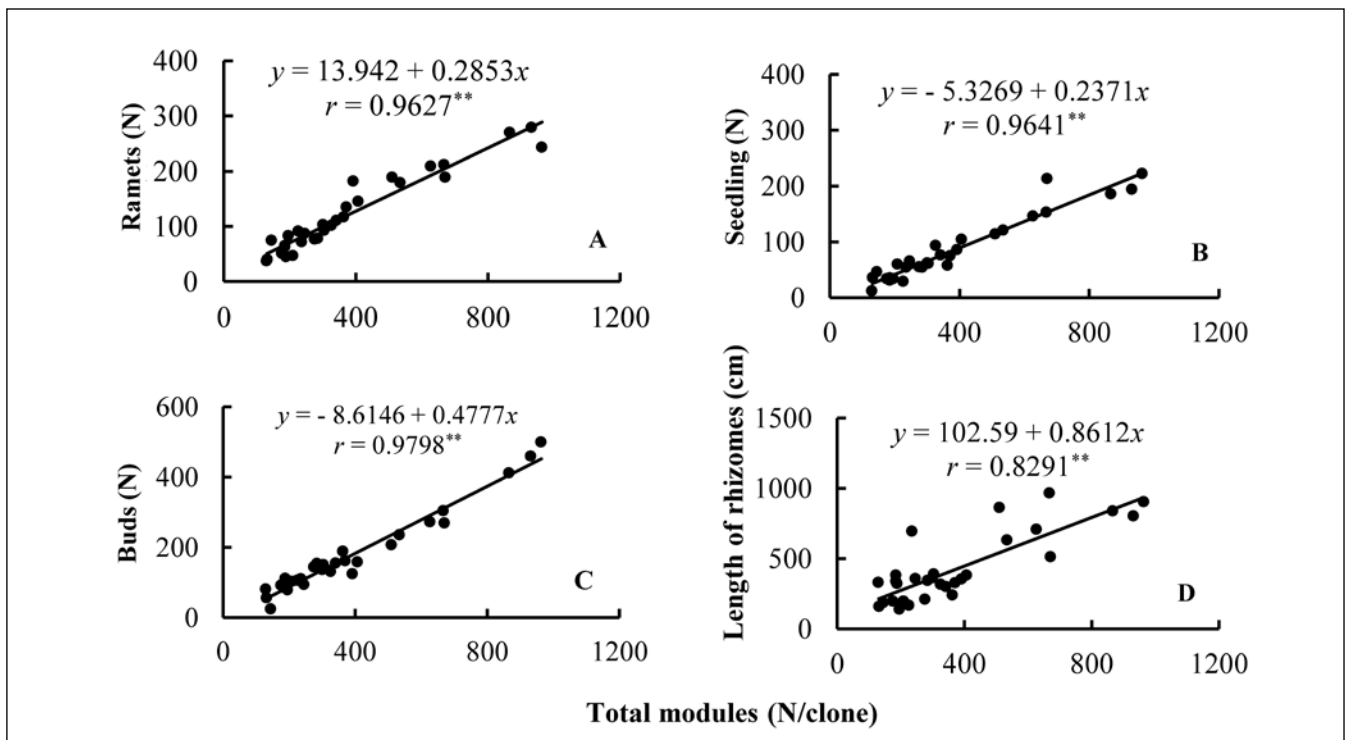 Ramets (N)
400
300
200
100
0
y = 13.942 + 0.2853x
r = 0.9627**
A
0 400 800 1200
Seedling (N)
400
300
200
100
0
y = - 5.3269 + 0.2371x
r = 0.9641**
B
0 400 800 1200
Buds (N)
600
400
200
0
y = - 8.6146 + 0.4777x
r = 0.9798**
C
0 400 800 1200
Length of rhizomes (cm)
1500
1000
500
0
y = 102.59 + 0.8612x
r = 0.8291**
D
0 400 800 1200
Total modules (N/clone)